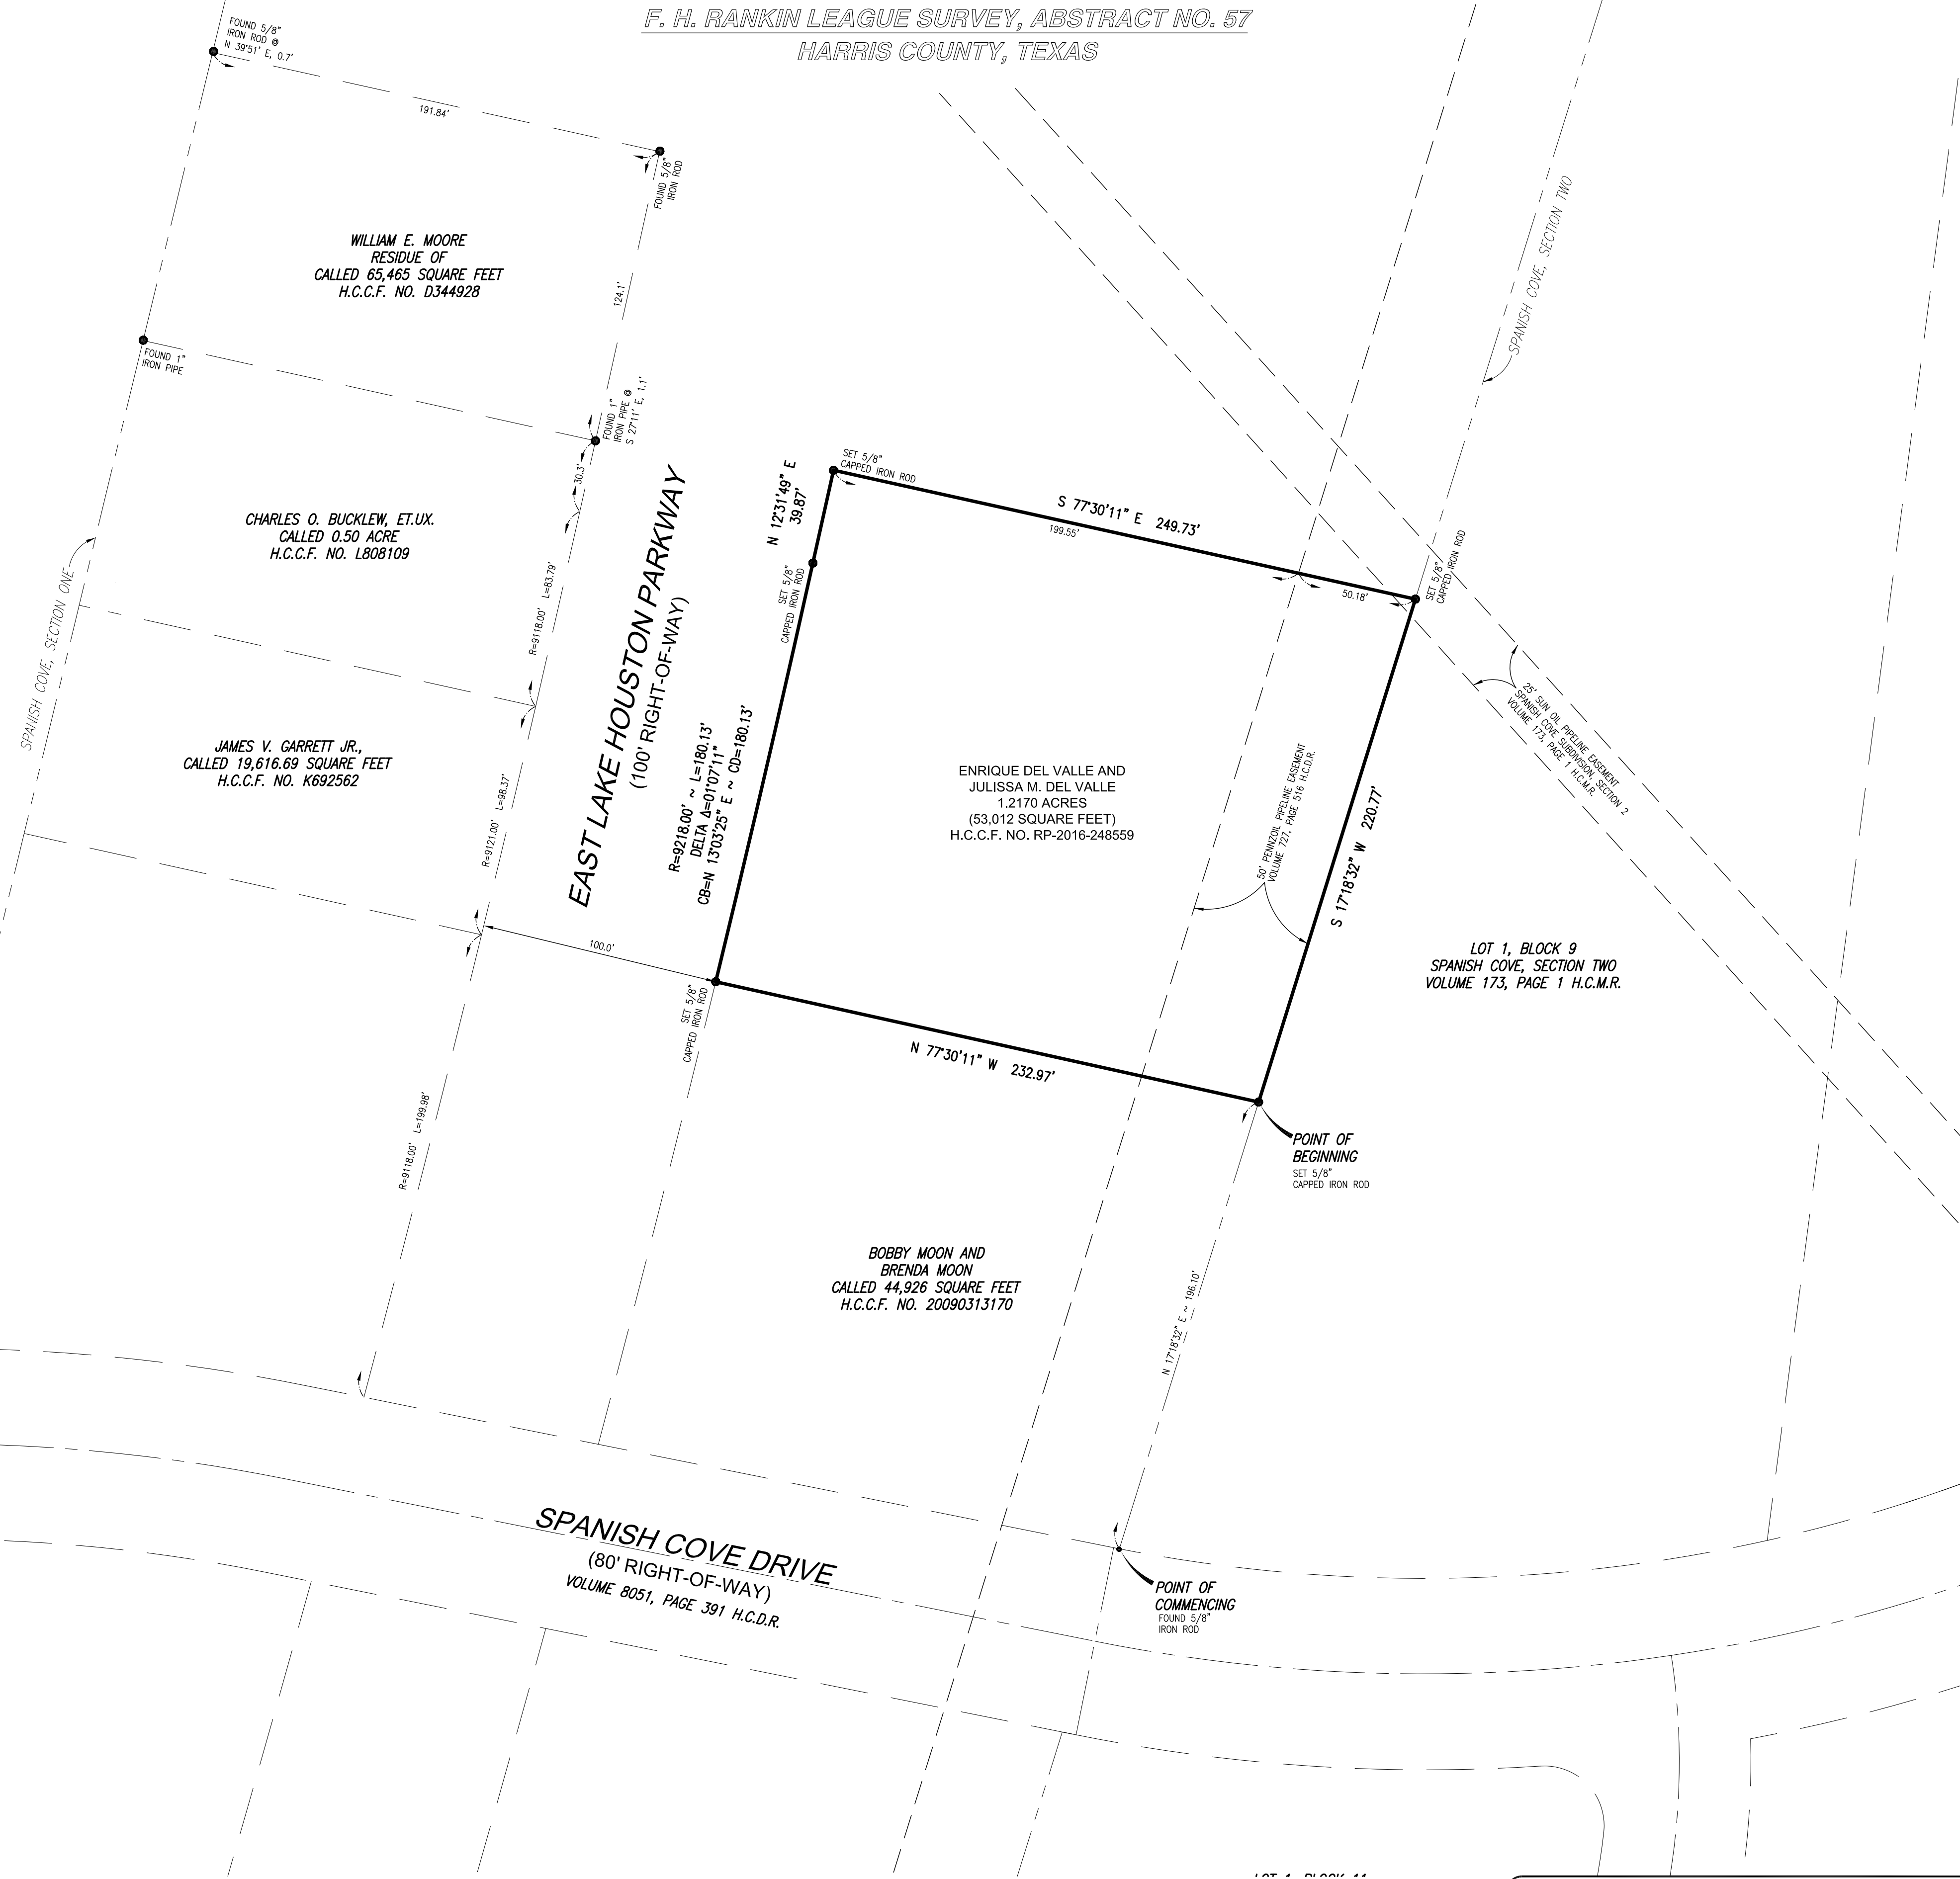 F. H. RANKIN LEAGUE SURVEY, ABSTRACT NO. 57
HARRIS COUNTY, TEXAS
FOUND 5/8"
IRON ROD @
N 39°51' E, 0.7'
191.84'
FOUND 5/8"
IRON ROD
WILLIAM E. MOORE
RESIDUE OF
CALLED 65,465 SQUARE FEET
H.C.C.F. NO. D344928
124.1'
FOUND 1"
IRON PIPE
FOUND 1"
IRON PIPE @
S 27°11' E, 1.1'
30.3'
CHARLES O. BUCKLEW, ET.UX.
CALLED 0.50 ACRE
H.C.C.F. NO. L808109
R=9118.00' L=83.79'
SPANISH COVE, SECTION ONE
JAMES V. GARRETT JR.,
CALLED 19,616.69 SQUARE FEET
H.C.C.F. NO. K692562
R=9121.00' L=98.37'
EAST LAKE HOUSTON PARKWAY
(100' RIGHT-OF-WAY)
100.0'
R=9118.00' L=199.98'
N 12°31'49" E
39.87'
SET 5/8"
CAPPED IRON ROD
SET 5/8"
CAPPED IRON ROD
S 77°30'11" E 249.73'
199.55'
50.18'
SET 5/8"
CAPPED IRON ROD
SPANISH COVE, SECTION TWO
R=9218.00' ~ L=180.13'
DELTA Δ=01°07'11"
CB=N 13°03'25" E ~ CD=180.13'
ENRIQUE DEL VALLE AND
JULISSA M. DEL VALLE
1.2170 ACRES
(53,012 SQUARE FEET)
H.C.C.F. NO. RP-2016-248559
50' PENNZOIL PIPELINE EASEMENT
VOLUME 727, PAGE 516 H.C.D.R.
S 17°18'32" W 220.77'
25' SUN OIL PIPELINE EASEMENT
SPANISH COVE SUBDIVISION, SECTION 2
VOLUME 173, PAGE 1 H.C.M.R.
LOT 1, BLOCK 9
SPANISH COVE, SECTION TWO
VOLUME 173, PAGE 1 H.C.M.R.
SET 5/8"
CAPPED IRON ROD
N 77°30'11" W 232.97'
POINT OF
BEGINNING
SET 5/8"
CAPPED IRON ROD
BOBBY MOON AND
BRENDA MOON
CALLED 44,926 SQUARE FEET
H.C.C.F. NO. 20090313170
N 17°18'32" E ~ 196.10'
SPANISH COVE DRIVE
(80' RIGHT-OF-WAY)
VOLUME 8051, PAGE 391 H.C.D.R.
POINT OF
COMMENCING
FOUND 5/8"
IRON ROD